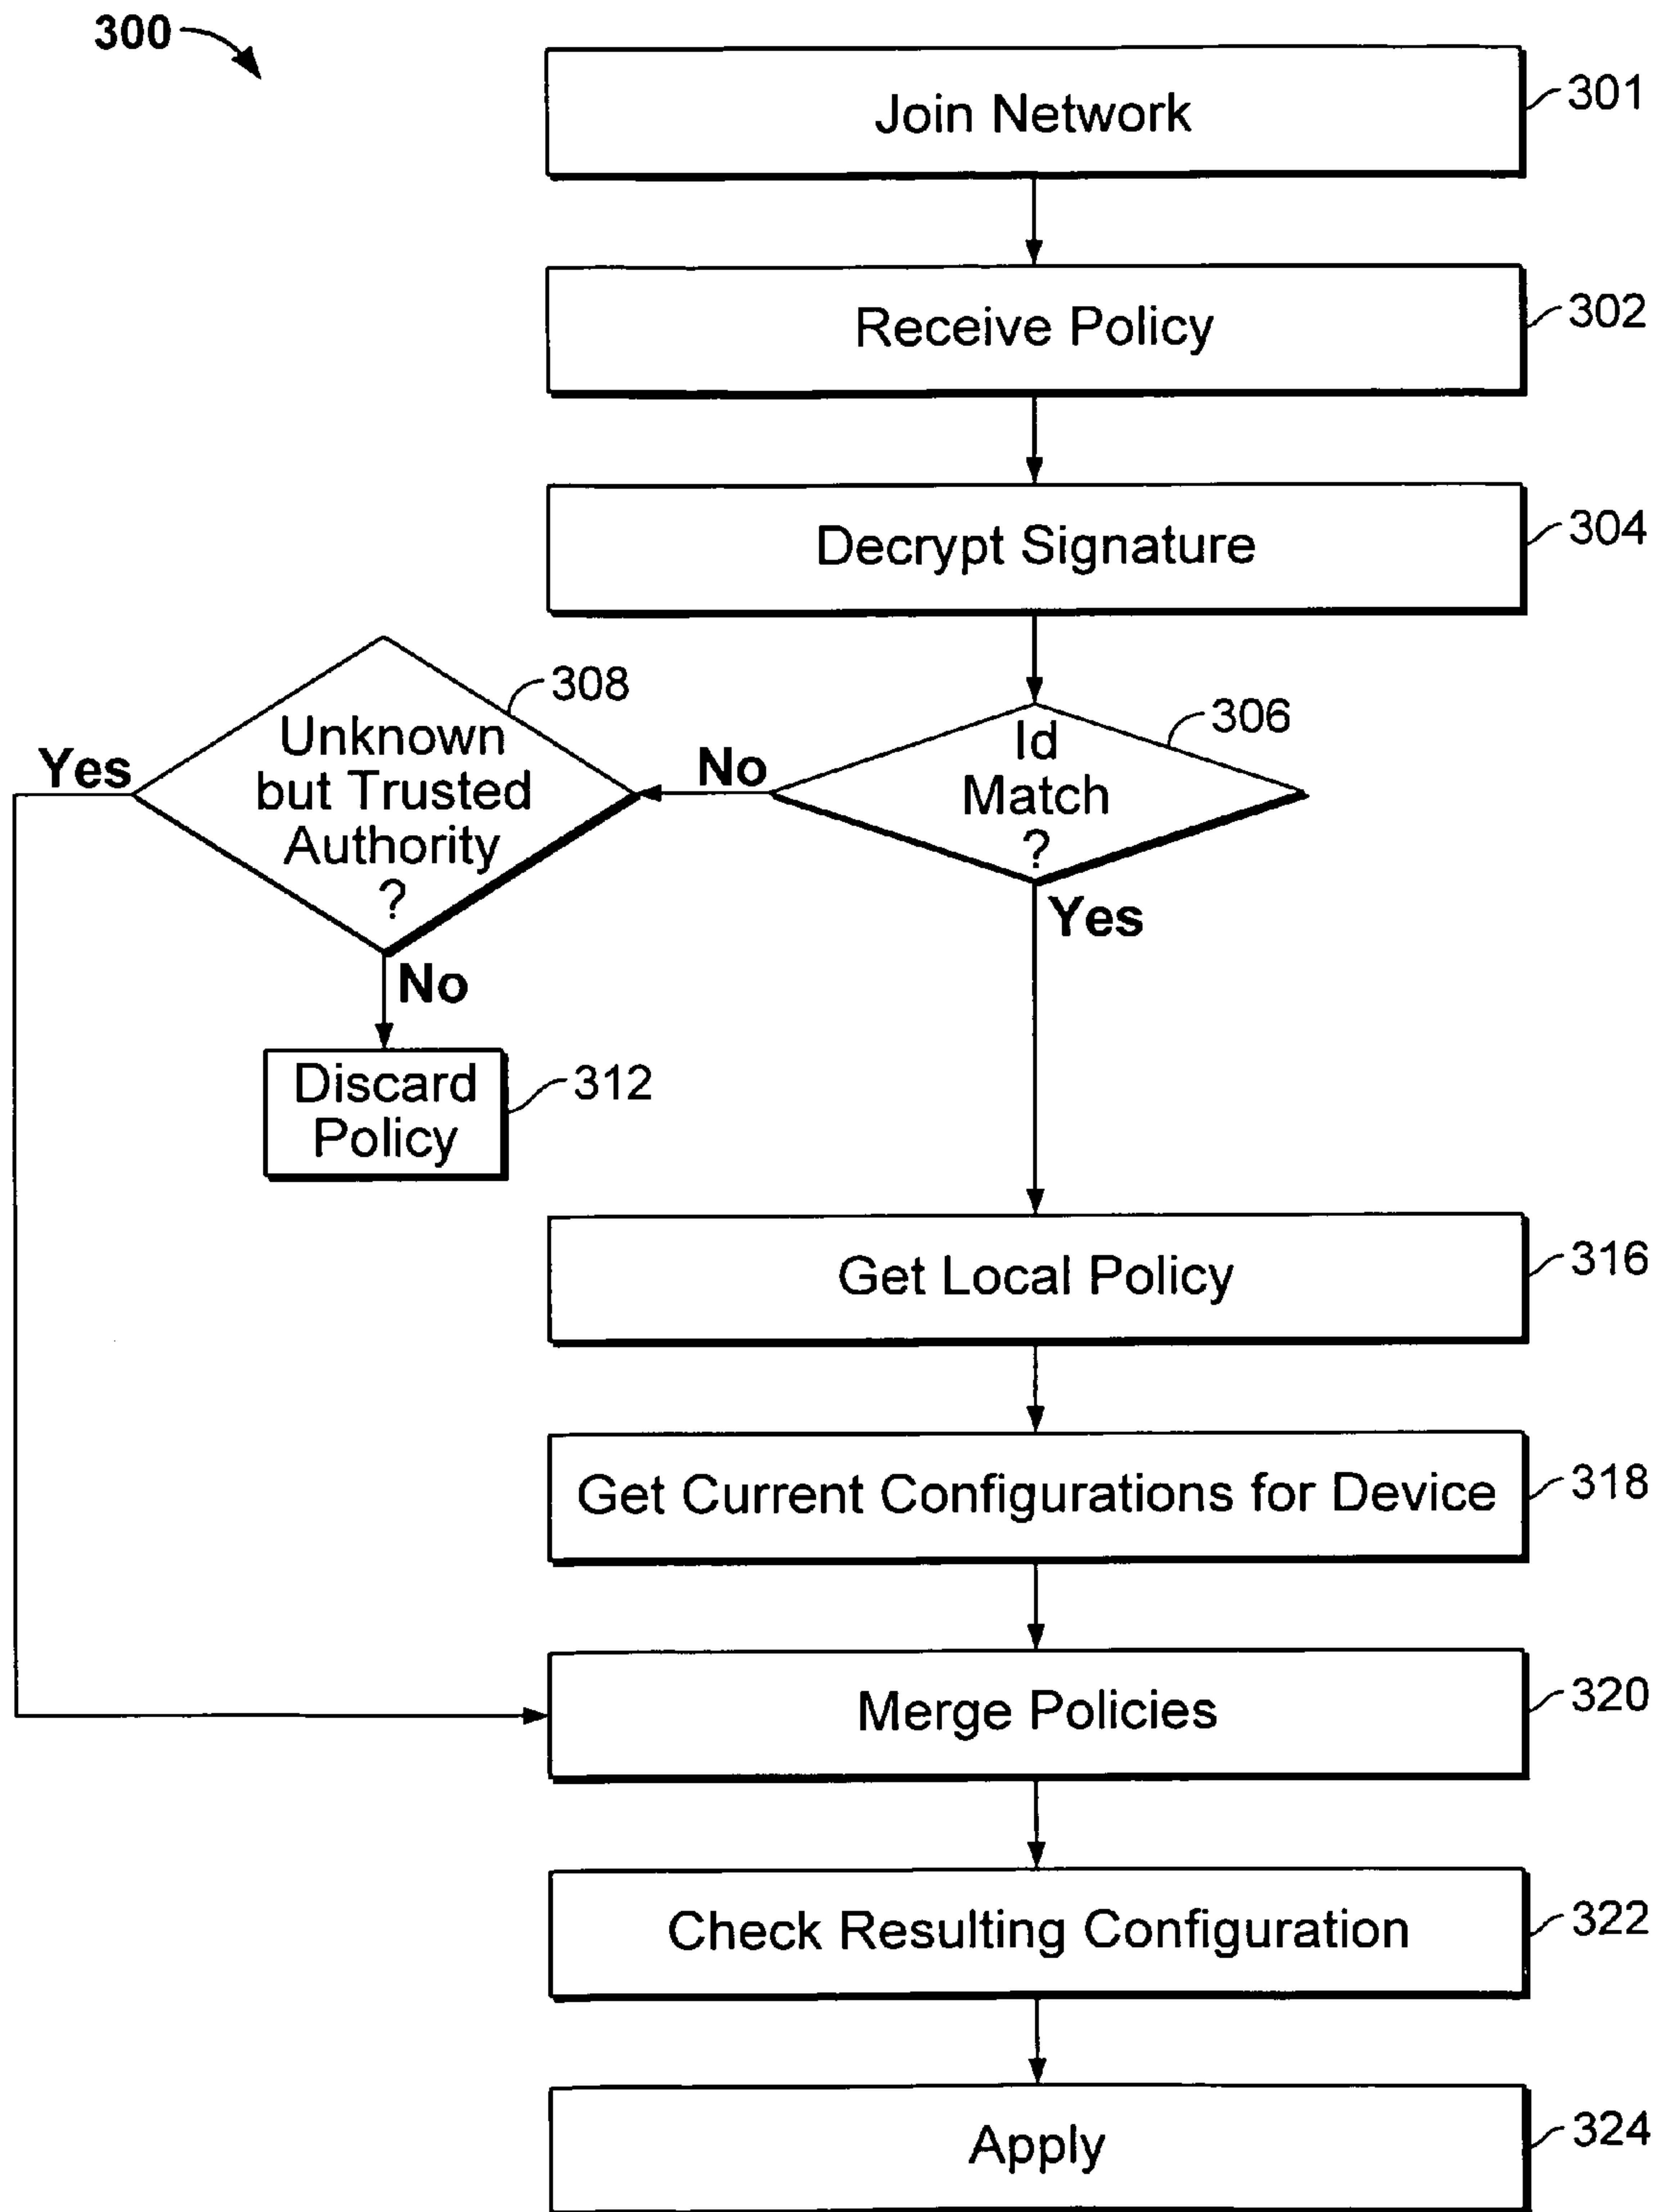 300
Join Network
301
Receive Policy
302
Decrypt Signature
304
308
306
Unknown
but Trusted
Authority
?
Yes
No
Id
Match
?
Yes
No
Discard
Policy
312
Get Local Policy
316
Get Current Configurations for Device
318
Merge Policies
320
Check Resulting Configuration
322
Apply
324